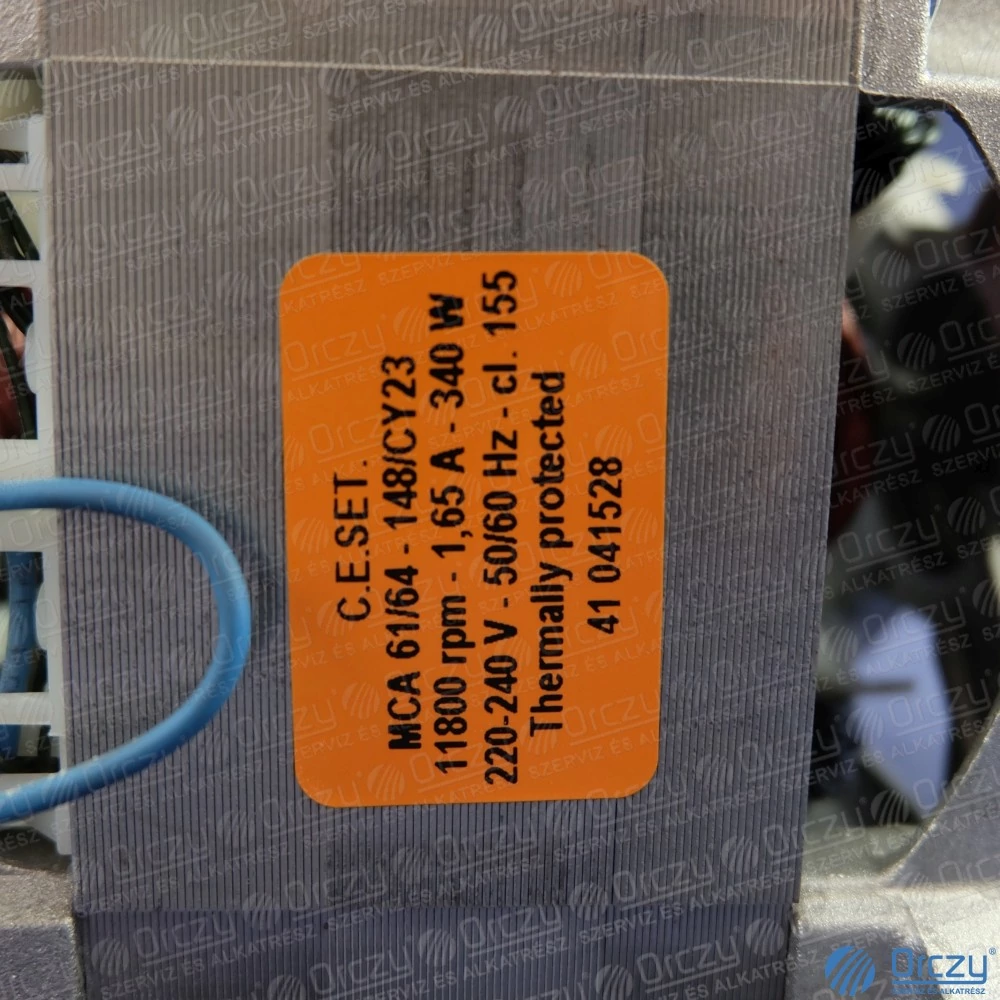 C.E.SET.
MCA 61/64 - 148/CY23
11800 rpm - 1,65 A - 340 W
220-240 V - 50/60 Hz - cl. 155
Thermally protected
41 041528
Orczy®
SZERVIZ ÉS ALKATRÉSZ